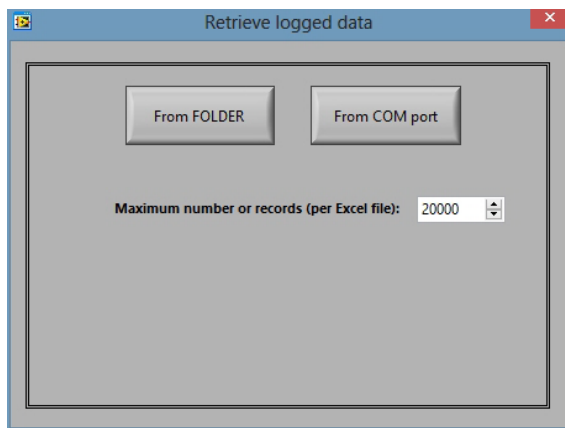 Retrieve logged data
From FOLDER From COM port
Maximum number or records (per Excel file): 20000